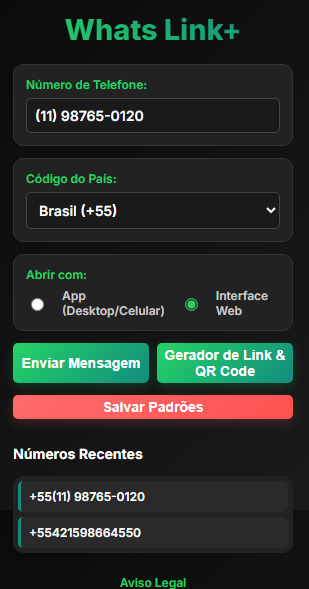 Whats Link+
Número de Telefone:
(11) 98765-0120
Código do País:
Brasil (+55)
Abrir com:
App
(Desktop/Celular)
Interface
Web
Enviar Mensagem
Gerador de Link &
QR Code
Salvar Padrões
Números Recentes
+55(11) 98765-0120
+55421598664550
Aviso Legal